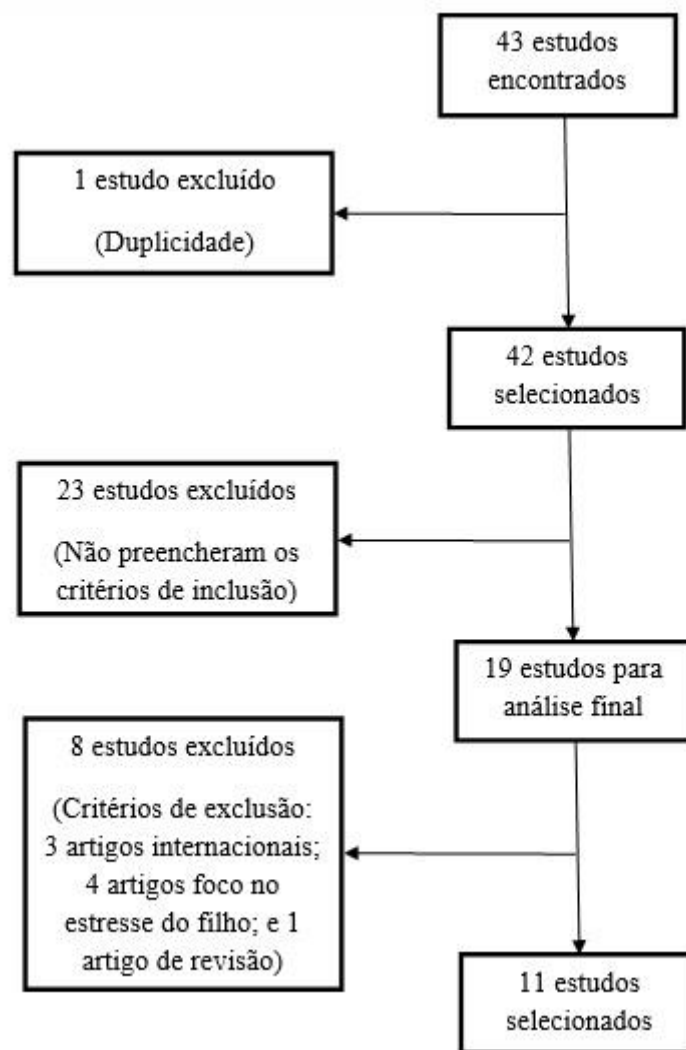 43 estudos
encontrados
1 estudo excluído
(Duplicidade)
42 estudos
selecionados
23 estudos excluídos
(Não preencheram os
critérios de inclusão)
19 estudos para
análise final
8 estudos excluídos
(Critérios de exclusão:
3 artigos internacionais;
4 artigos foco no
estresse do filho; e 1
artigo de revisão)
11 estudos
selecionados